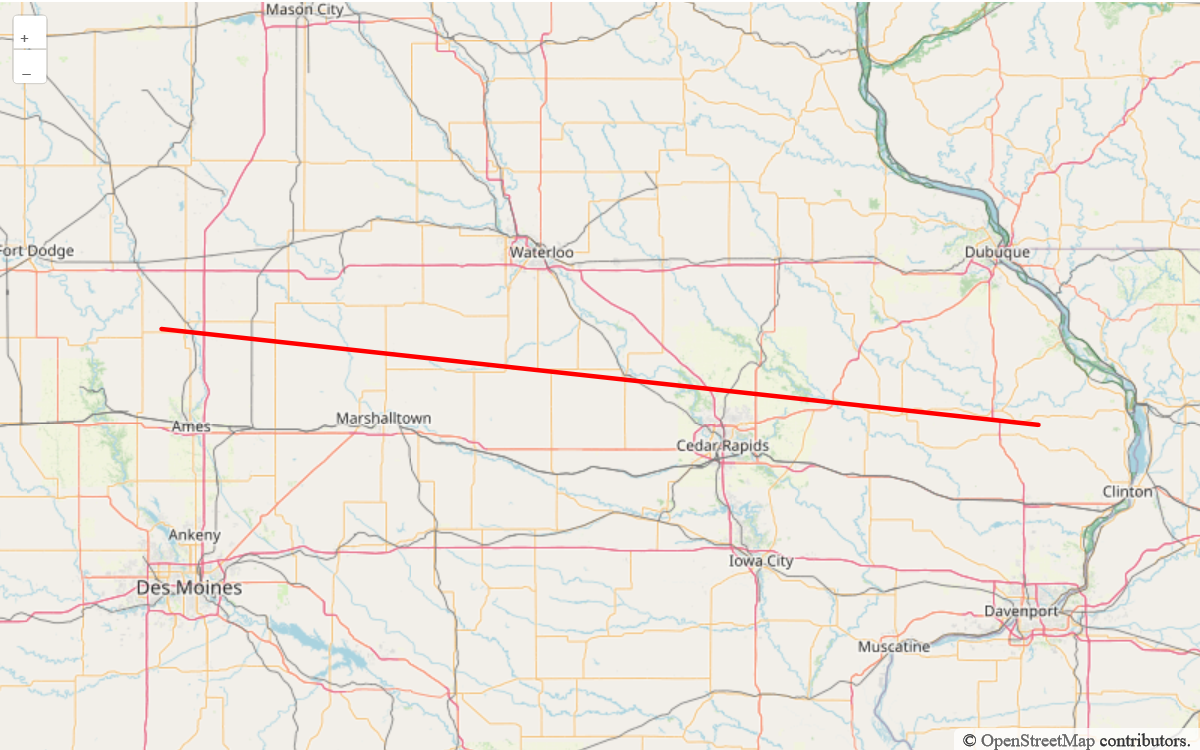 Mason City
+
–
Fort Dodge
Waterloo
Dubuque
Ames
Marshalltown
Cedar Rapids
Clinton
Ankeny
Iowa City
Des Moines
Davenport
Muscatine
© OpenStreetMap contributors.